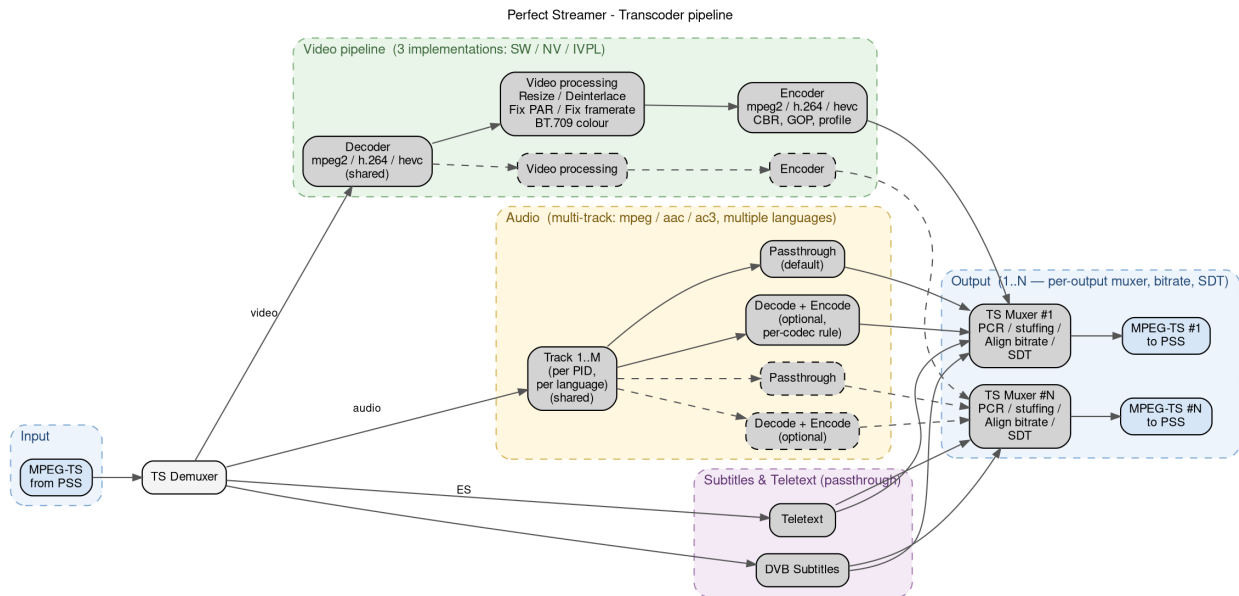 Perfect Streamer - Transcoder pipeline
Video pipeline  (3 implementations: SW / NV / IVPL)
Video processing
Resize / Deinterlace
Fix PAR / Fix framerate
BT.709 colour
Encoder
mpeg2 / h.264 / hevc
CBR, GOP, profile
Decoder
mpeg2 / h.264 / hevc
(shared)
Video processing
Encoder
Audio  (multi-track: mpeg / aac / ac3, multiple languages)
Passthrough
(default)
Decode + Encode
(optional,
per-codec rule)
Track 1..M
(per PID,
per language)
(shared)
Passthrough
Decode + Encode
(optional)
Output  (1..N — per-output muxer, bitrate, SDT)
TS Muxer #1
PCR / stuffing /
Align bitrate /
SDT
MPEG-TS #1
to PSS
TS Muxer #N
PCR / stuffing /
Align bitrate /
SDT
MPEG-TS #N
to PSS
video
audio
Input
MPEG-TS
from PSS
TS Demuxer
ES
Subtitles & Teletext (passthrough)
Teletext
DVB Subtitles